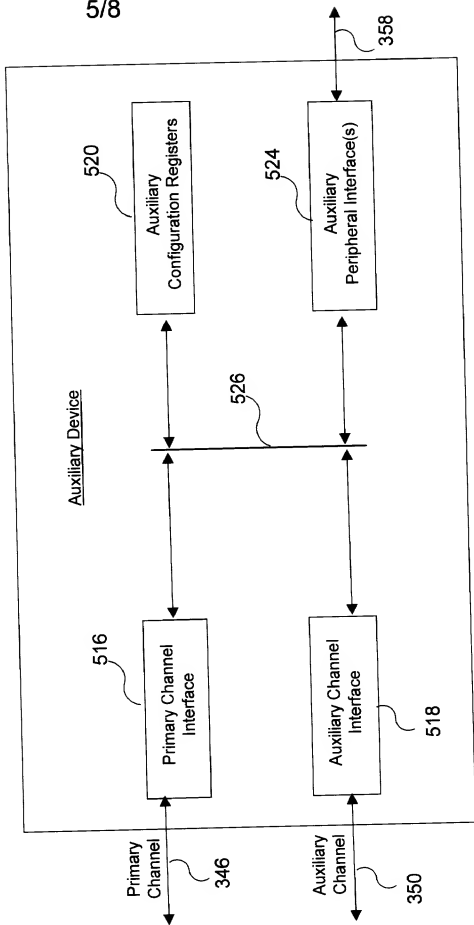 5/8
Auxiliary Device
516
Primary Channel
Interface
520
Auxiliary
Configuration Registers
Primary
Channel
346
526
Auxiliary Channel
Interface
518
524
Auxiliary
Peripheral Interface(s)
358
Auxiliary
Channel
350